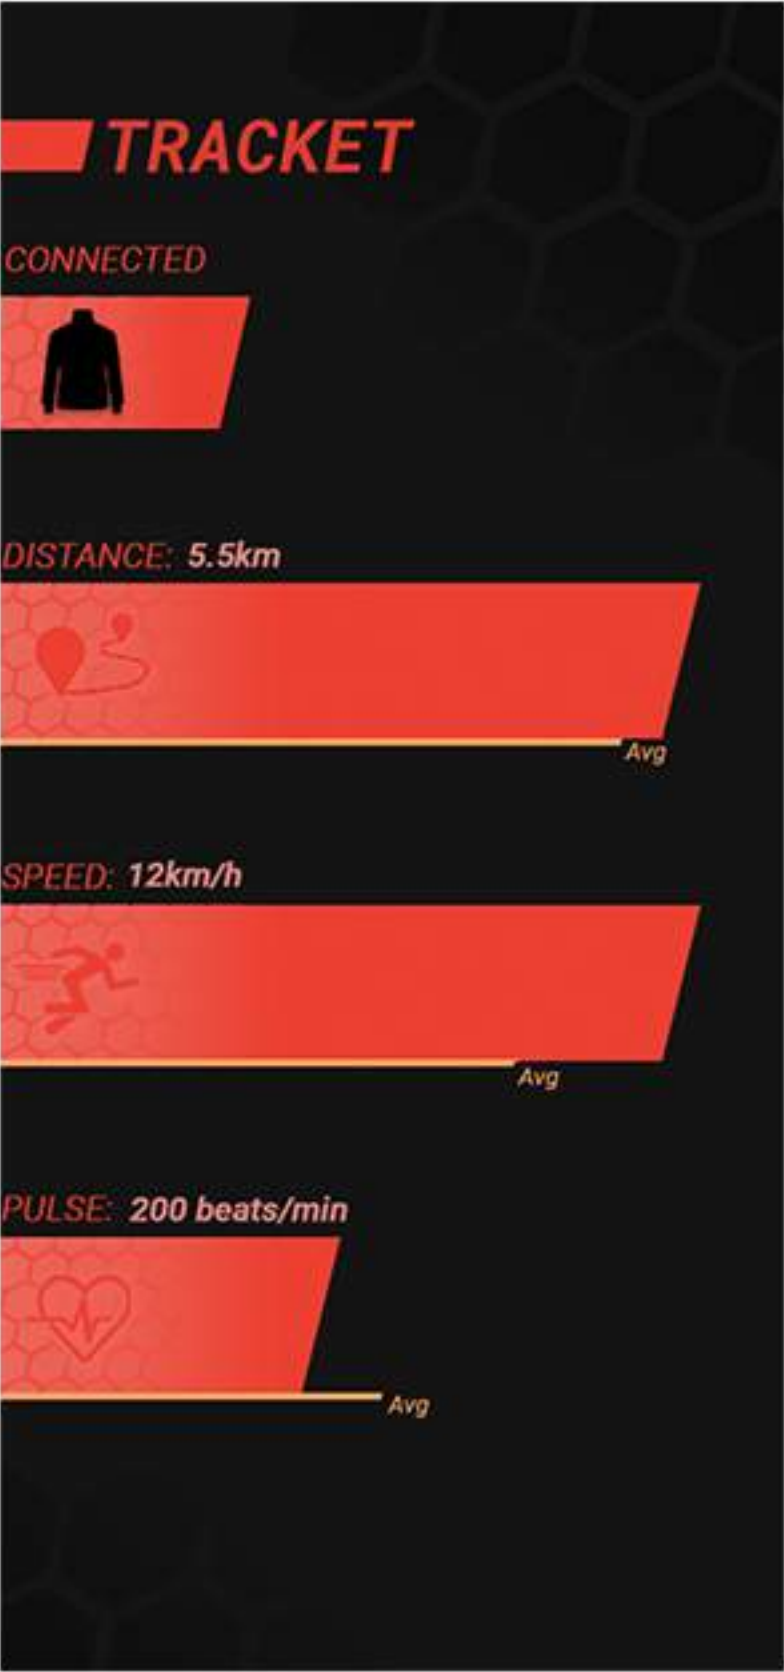 TRACKET
CONNECTED
DISTANCE: 5.5km
Avg
SPEED: 12km/h
Avg
PULSE: 200 beats/min
Avg